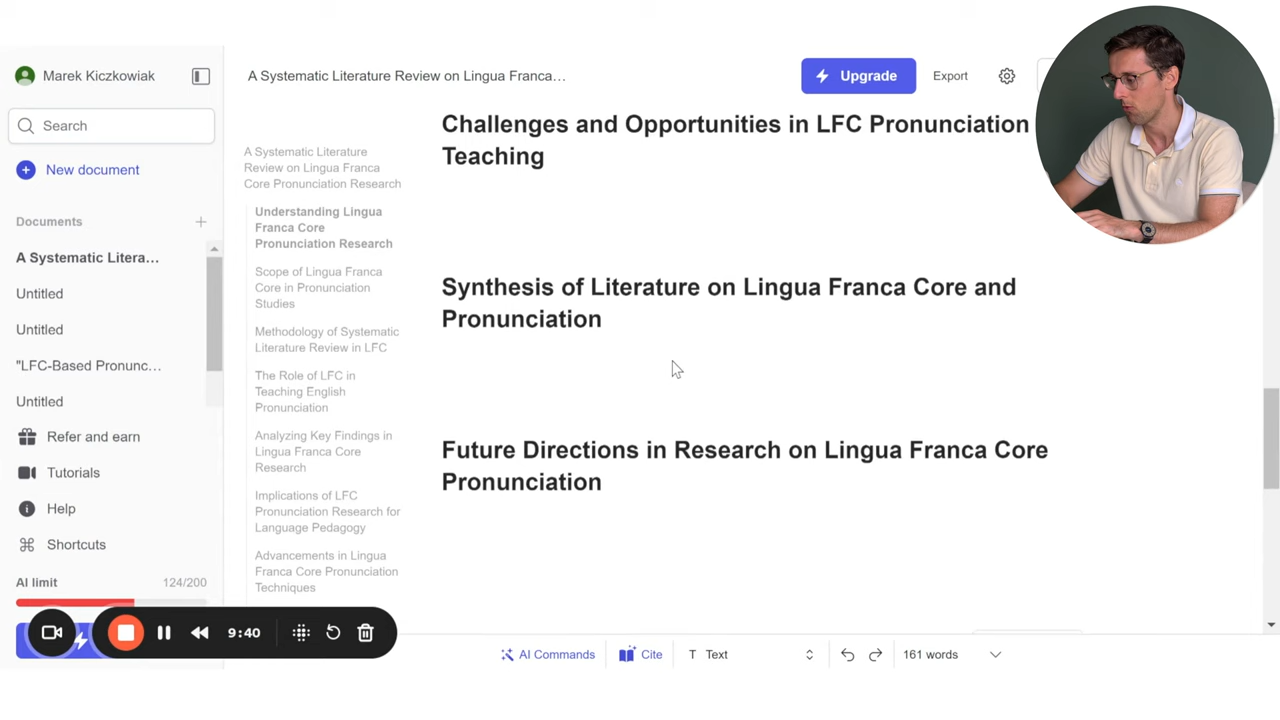 Marek Kiczkowiak
Search
New document
Documents
A Systematic Litera...
Untitled
Untitled
"LFC-Based Pronunc...
Untitled
Refer and earn
Tutorials
Help
Shortcuts
AI limit 124/200
9:40
A Systematic Literature Review on Lingua Franca...
Upgrade
Export
A Systematic Literature
Review on Lingua Franca
Core Pronunciation Research
Understanding Lingua
Franca Core
Pronunciation Research
Scope of Lingua Franca
Core in Pronunciation
Studies
Methodology of Systematic
Literature Review in LFC
The Role of LFC in
Teaching English
Pronunciation
Analyzing Key Findings in
Lingua Franca Core
Research
Implications of LFC
Pronunciation Research for
Language Pedagogy
Advancements in Lingua
Franca Core Pronunciation
Techniques
Challenges and Opportunities in LFC Pronunciation
Teaching
Synthesis of Literature on Lingua Franca Core and
Pronunciation
Future Directions in Research on Lingua Franca Core
Pronunciation
AI Commands
Cite
T Text
161 words